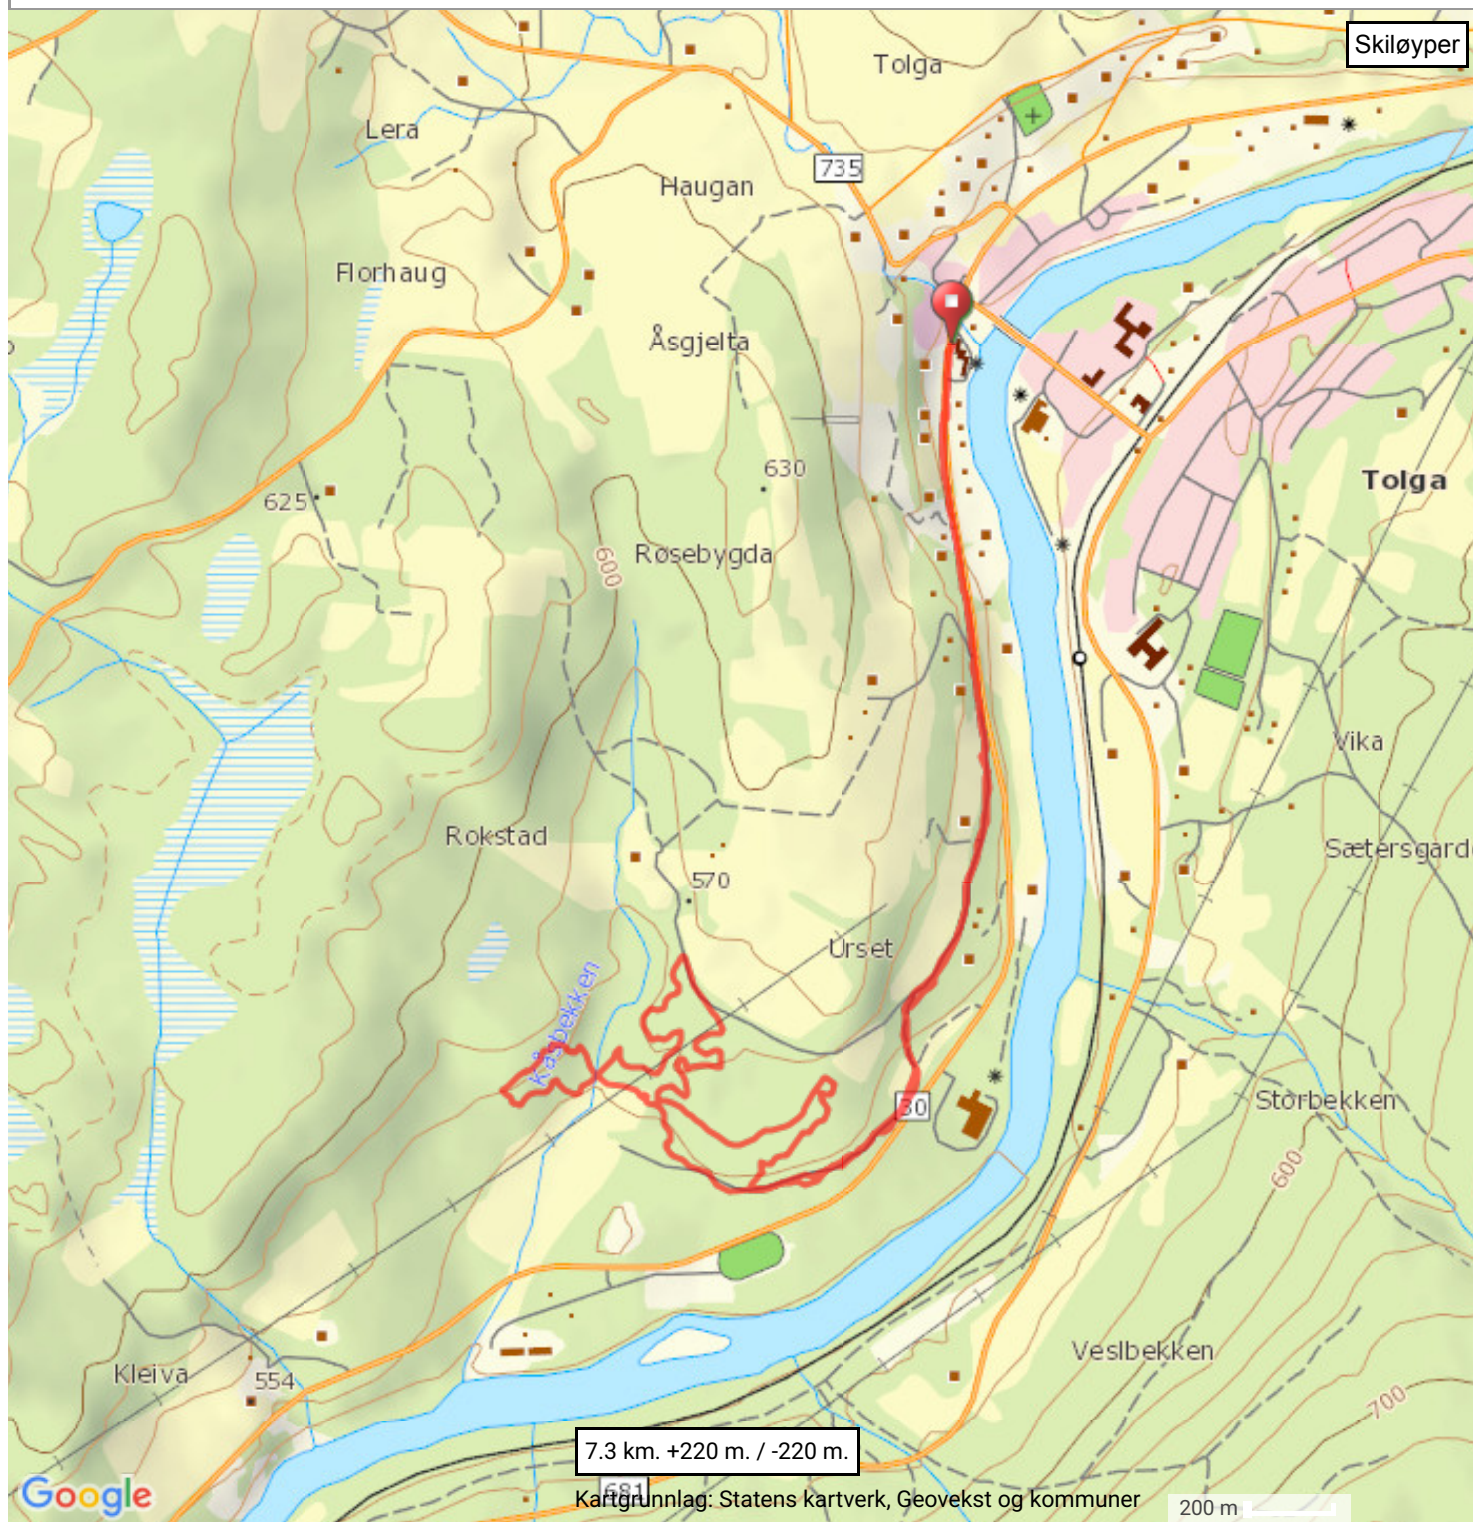 Skiløyper
Tolga
Lera
735
Haugan
Florhaug
Åsgjelta
630
Tolga
625
600
Røsebygda
Vika
Rokstad
Sætersgard
570
Urset
Kåsbekken
30
Storbekken
600
Veslbekken
Kleiva
554
700
7.3 km. +220 m. / -220 m.
681
Google
Kartgrunnlag: Statens kartverk, Geovekst og kommuner
200 m